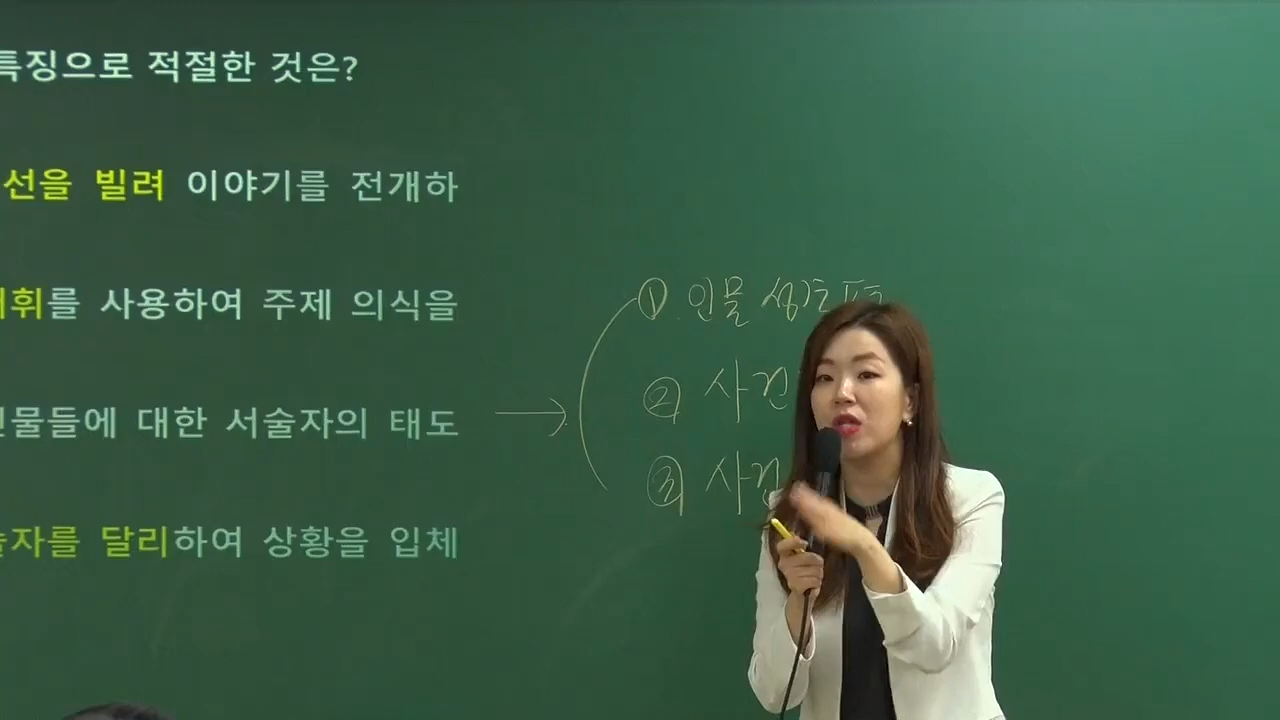 특징으로 적절한 것은?
선을 빌려 이야기를 전개하
휘를 사용하여 주제 의식을
물들에 대한 서술자의 태도
자를 달리하여 상황을 입체
① 인물
② 사건
③ 사건